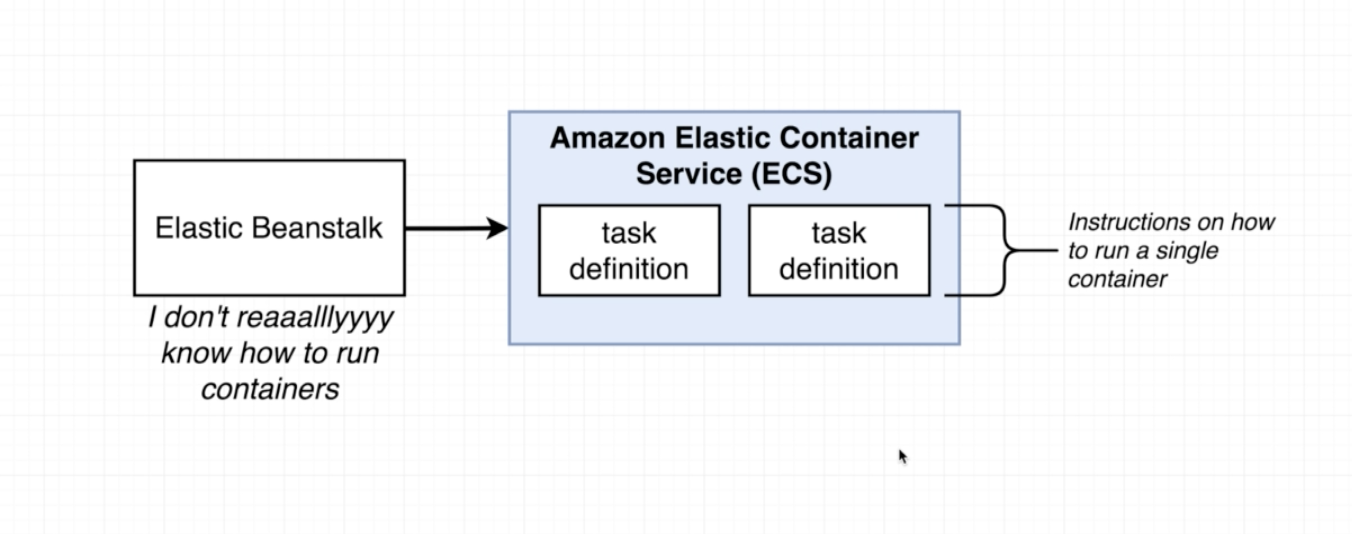 Amazon Elastic Container
Service (ECS)
Elastic Beanstalk
task
definition
task
definition
Instructions on how
to run a single
container
I don't reaaalllyyyy
know how to run
containers